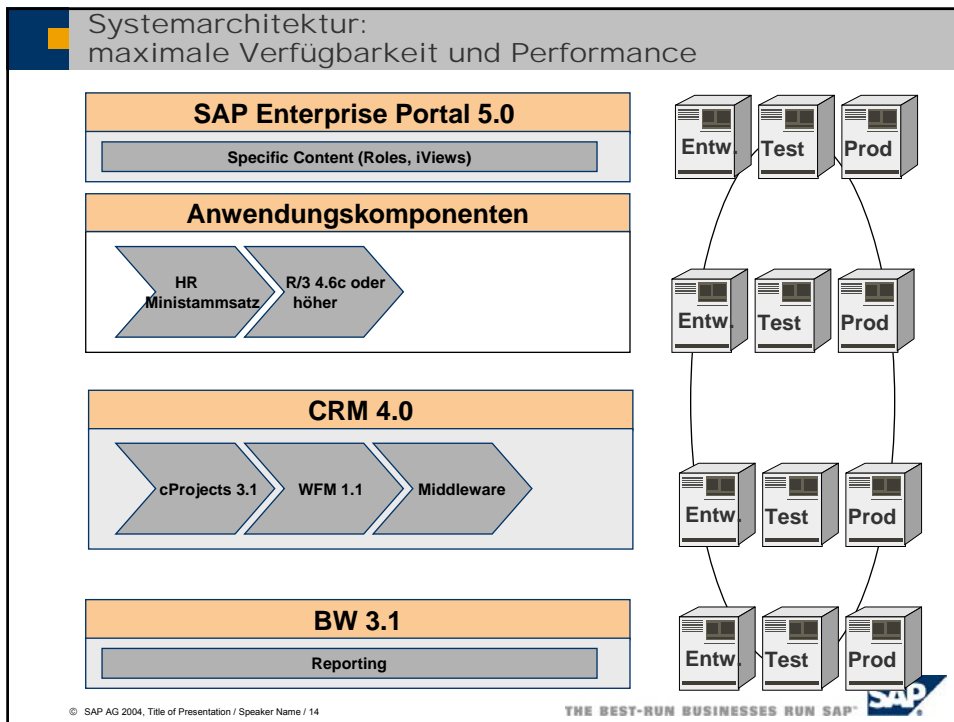 Systemarchitektur:
maximale Verfügbarkeit und Performance
SAP Enterprise Portal 5.0
Specific Content (Roles, iViews)
Entw.
Test
Prod
Anwendungskomponenten
HR
Ministammsatz
R/3 4.6c oder
höher
Entw.
Test
Prod
CRM 4.0
cProjects 3.1
WFM 1.1
Middleware
Entw.
Test
Prod
BW 3.1
Reporting
Entw.
Test
Prod
© SAP AG 2004, Title of Presentation / Speaker Name / 14
THE BEST-RUN BUSINESSES RUN SAP™
SAP